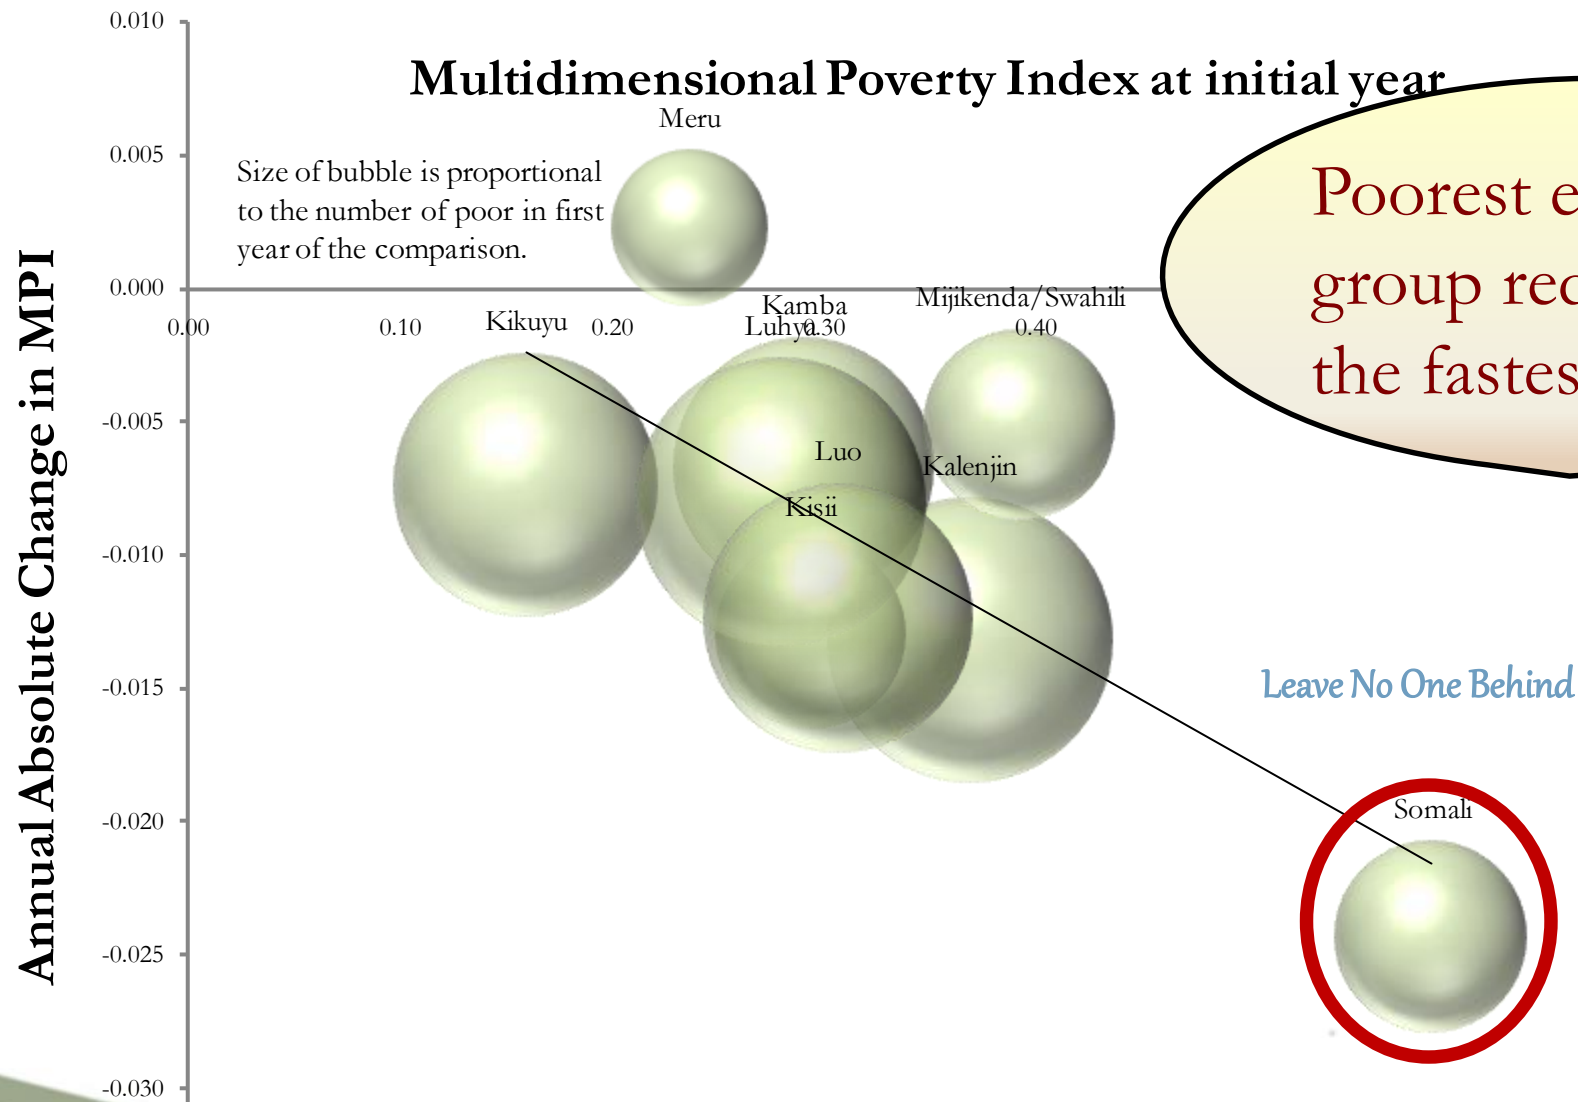 0.010
Multidimensional Poverty Index at initial year
Meru
0.005
Size of bubble is proportional
to the number of poor in first
year of the comparison.
Poorest e
group rec
the fastes
0.000
Kamba
Mijikenda/Swahili
Kikuyu
Luhya
0.00
0.10
0.20
0.30
0.40
Annual Absolute Change in MPI
-0.005
Luo
Kalenjin
Kisii
-0.010
-0.015
Leave No One Behind
-0.020
Somali
-0.025
-0.030